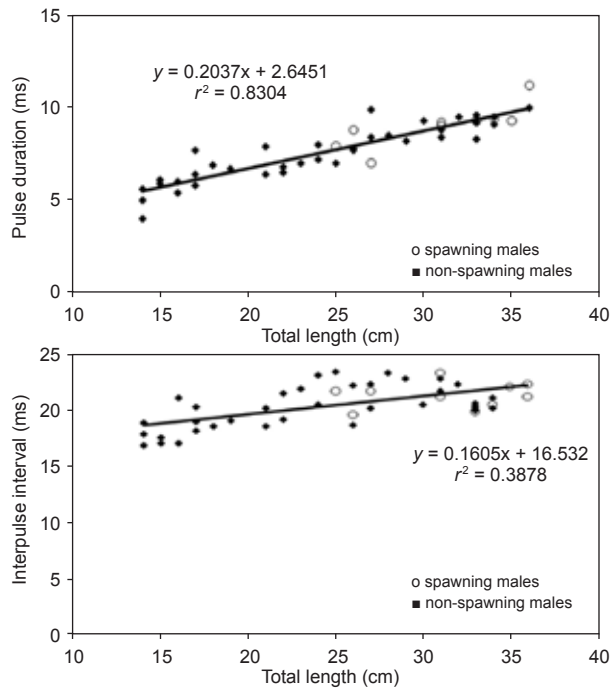 15
10
5
0
Pulse duration (ms)
y = 0.2037x + 2.6451
r² = 0.8304
o spawning males
■ non-spawning males
10 15 20 25 30 35 40
Total length (cm)
25
20
15
10
5
0
Interpulse interval (ms)
y = 0.1605x + 16.532
r² = 0.3878
o spawning males
■ non-spawning males
10 15 20 25 30 35 40
Total length (cm)